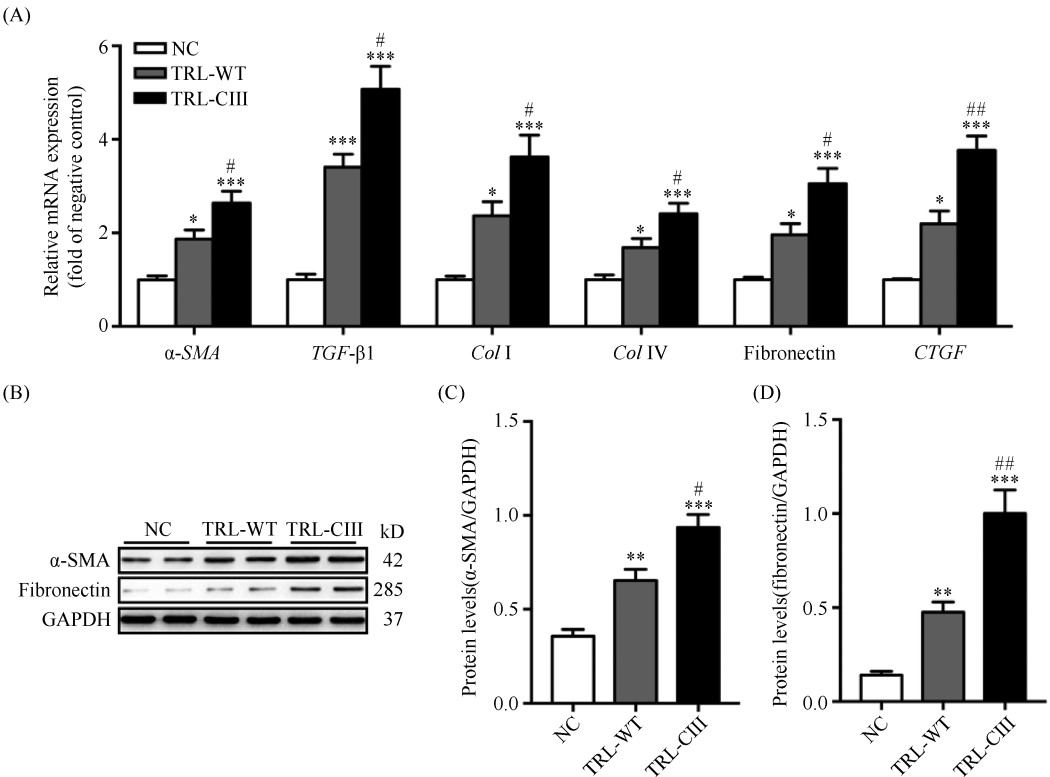 (A)
Relative mRNA expression
(fold of negative control)
6
4
2
0
NC
TRL-WT
TRL-CIII
*
#
***
***
#
***
*
#
***
*
#
***
*
#
***
*
##
***
α-SMA
TGF-β1
Col I
Col IV
Fibronectin
CTGF
(B)
NC TRL-WT TRL-CIII kD
α-SMA 42
Fibronectin 285
GAPDH 37
(C)
Protein levels(α-SMA/GAPDH)
1.5
1.0
0.5
0.0
**
#
***
NC
TRL-WT
TRL-CIII
(D)
Protein levels(fibronectin/GAPDH)
1.5
1.0
0.5
0.0
**
##
***
NC
TRL-WT
TRL-CIII